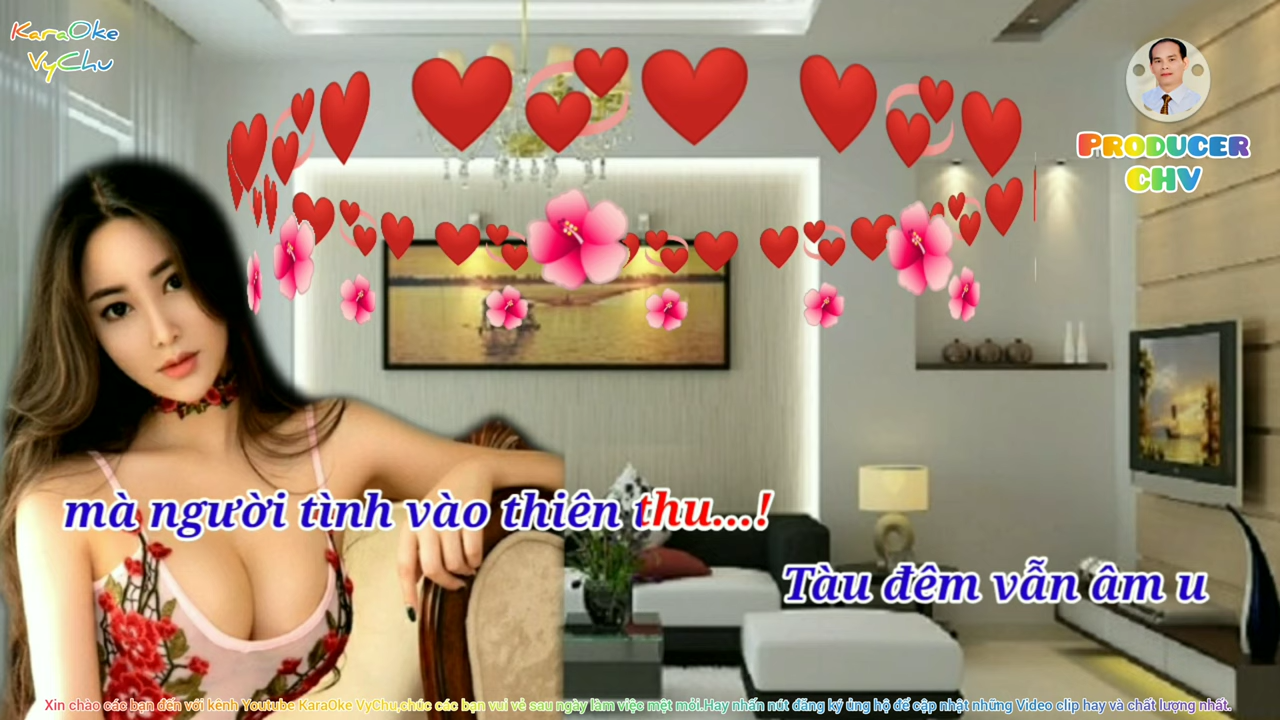 KaraOke
VyChu
PRODUCER
CHV
mà người tình vào thiên thu...!
Tàu đêm vẫn âm u
Xin chào các bạn đến với kênh Youtube KaraOke VyChu,chúc các bạn vui vẻ sau ngày làm việc mệt mỏi.Hay nhấn nút đăng ký ủng hộ để cập nhật những Video clip hay và chất lượng nhất.